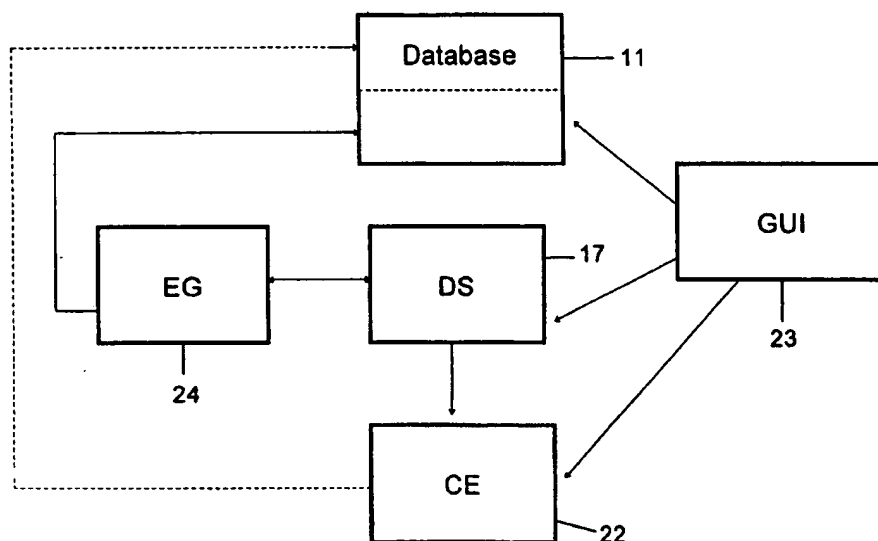 Database
11
GUI
17
EG
DS
23
24
CE
22